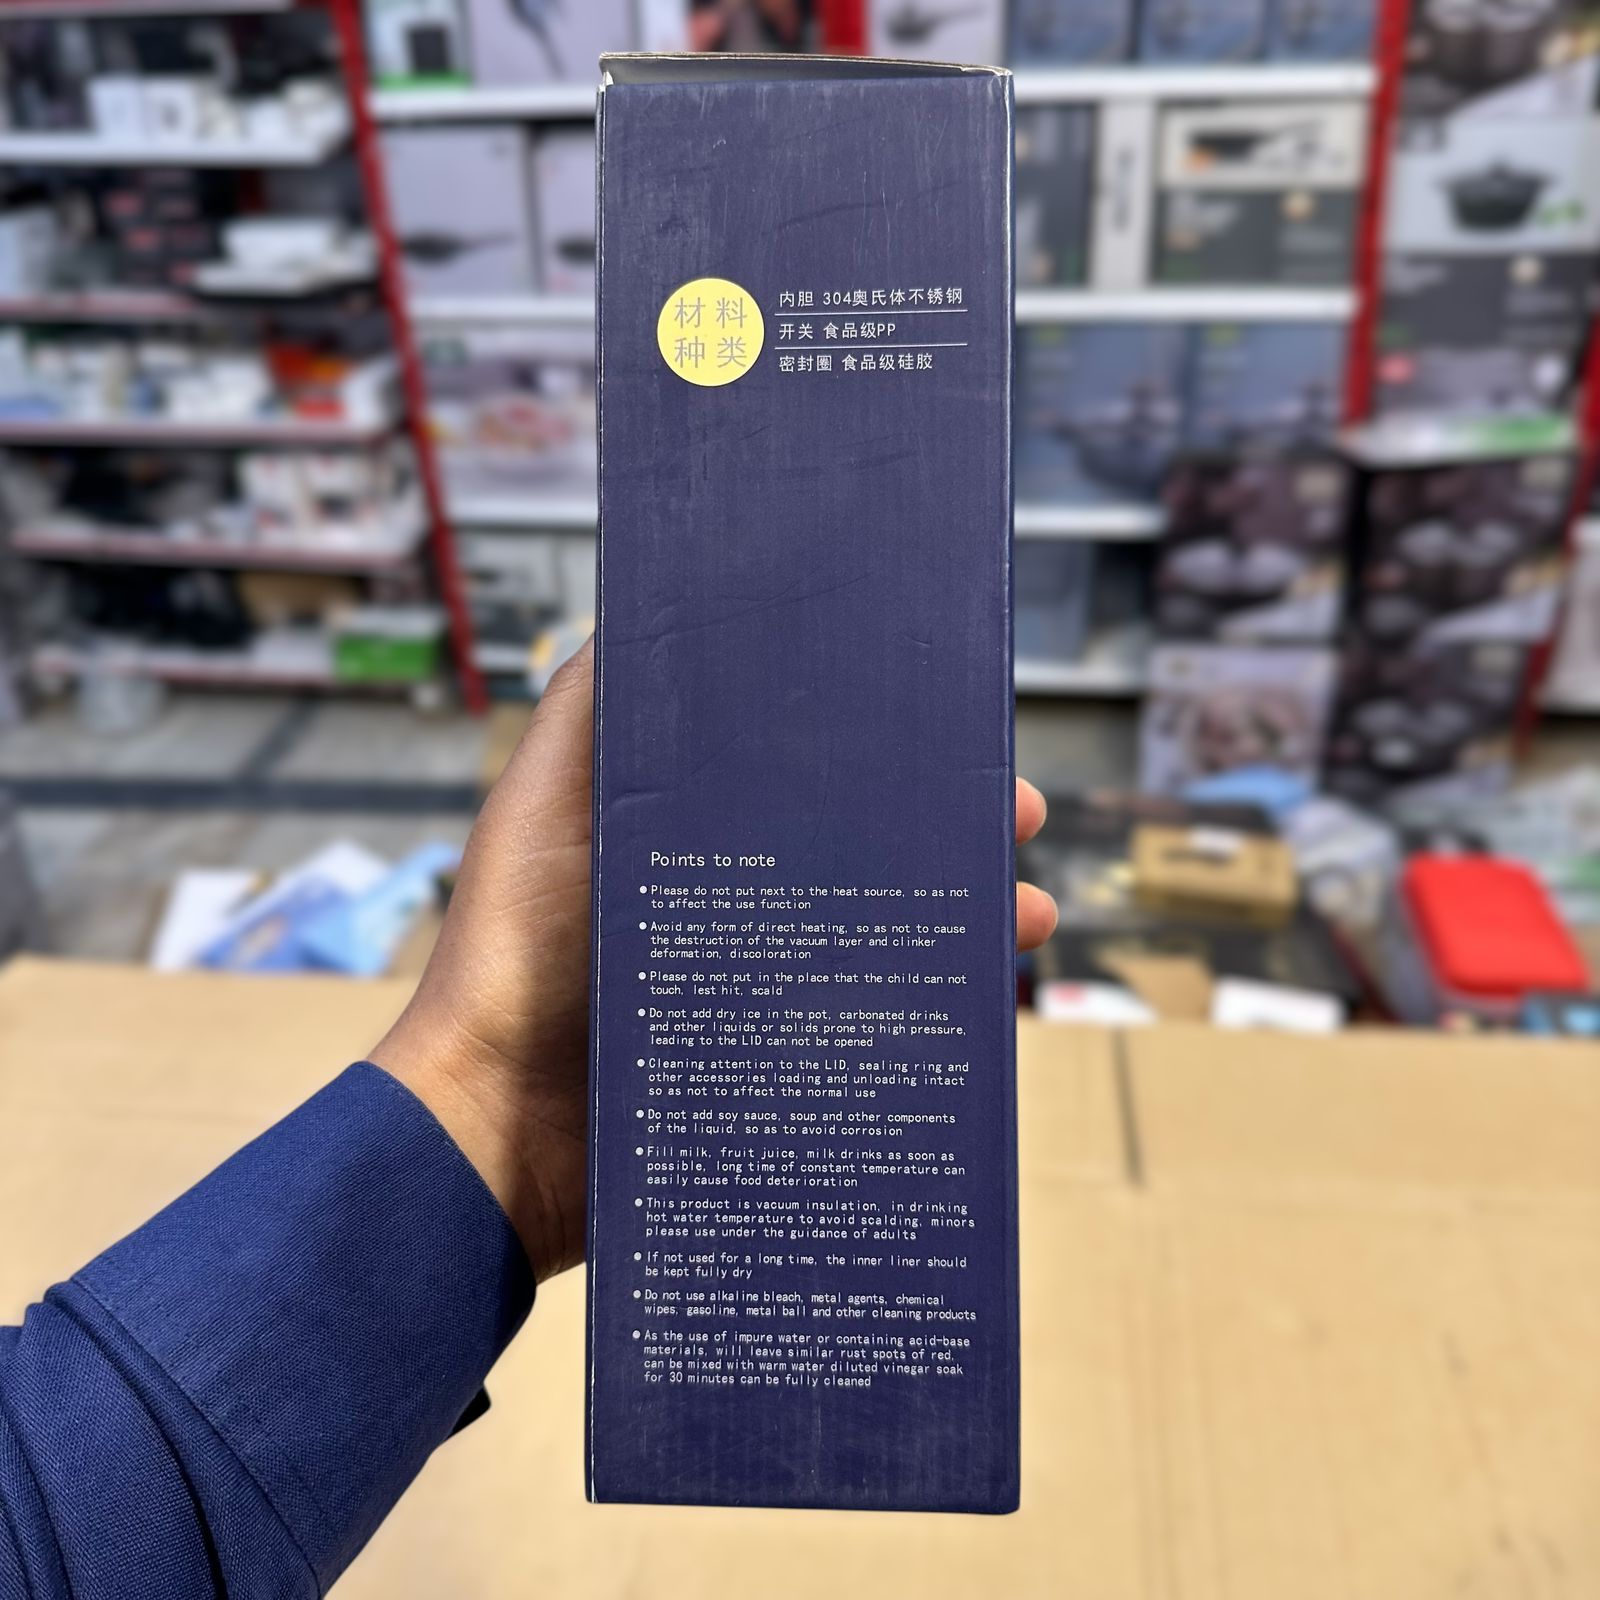 材料
种类
内胆 304奥氏体不锈钢
开关 食品级PP
密封圈 食品级硅胶
Points to note
●Please do not put next to the heat source, so as not
to affect the use function
●Avoid any form of direct heating, so as not to cause
the destruction of the vacuum layer and clinker
deformation, discoloration
●Please do not put in the place that the child can not
touch, lest hit, scald
●Do not add dry ice in the pot, carbonated drinks
and other liquids or solids prone to high pressure,
leading to the LID can not be opened
●Cleaning attention to the LID, sealing ring and
other accessories loading and unloading intact
so as not to affect the normal use
●Do not add soy sauce, soup and other components
of the liquid, so as to avoid corrosion
●Fill milk, fruit juice, milk drinks as soon as
possible, long time of constant temperature can
easily cause food deterioration
●This product is vacuum insulation, in drinking
hot water temperature to avoid scalding, minors
please use under the guidance of adults
●If not used for a long time, the inner liner should
be kept fully dry
●Do not use alkaline bleach, metal agents, chemical
wipes, gasoline, metal ball and other cleaning products
●As the use of impure water or containing acid-base
materials, will leave similar rust spots of red,
can be mixed with warm water diluted vinegar soak
for 30 minutes can be fully cleaned